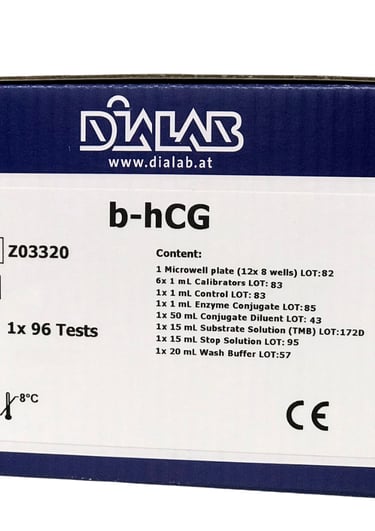 DIALAB
www.dialab.at
b-hCG
Z03320
Content:
1 Microwell plate (12x 8 wells) LOT:82
6x 1 mL Calibrators LOT: 83
1x 1 mL Control LOT: 83
1x 1 mL Enzyme Conjugate LOT:85
1x 50 mL Conjugate Diluent LOT: 43
1x 15 mL Substrate Solution (TMB) LOT:172D
1x 15 mL Stop Solution LOT: 95
1x 20 mL Wash Buffer LOT:57
1x 96 Tests
8°C
CE